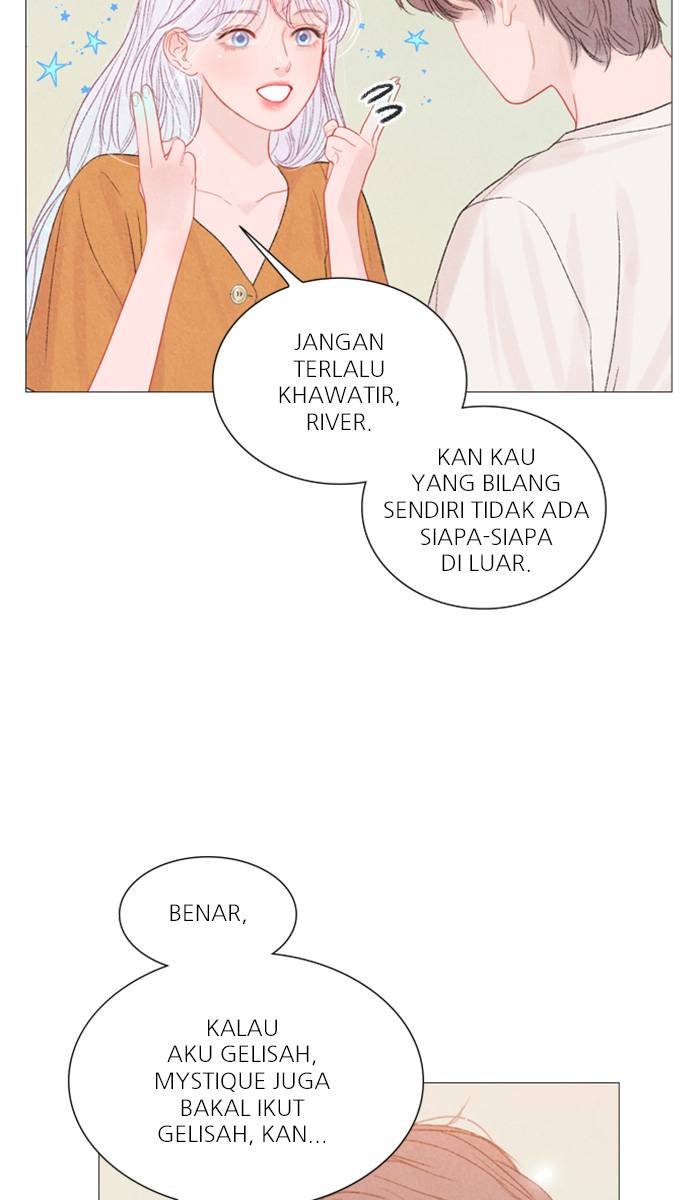 JANGAN
TERLALU
KHAWATIR,
RIVER.
KAN KAU
YANG BILANG
SENDIRI TIDAK ADA
SIAPA-SIAPA
DI LUAR.
BENAR,
KALAU
AKU GELISAH,
MYSTIQUE JUGA
BAKAL IKUT
GELISAH, KAN...